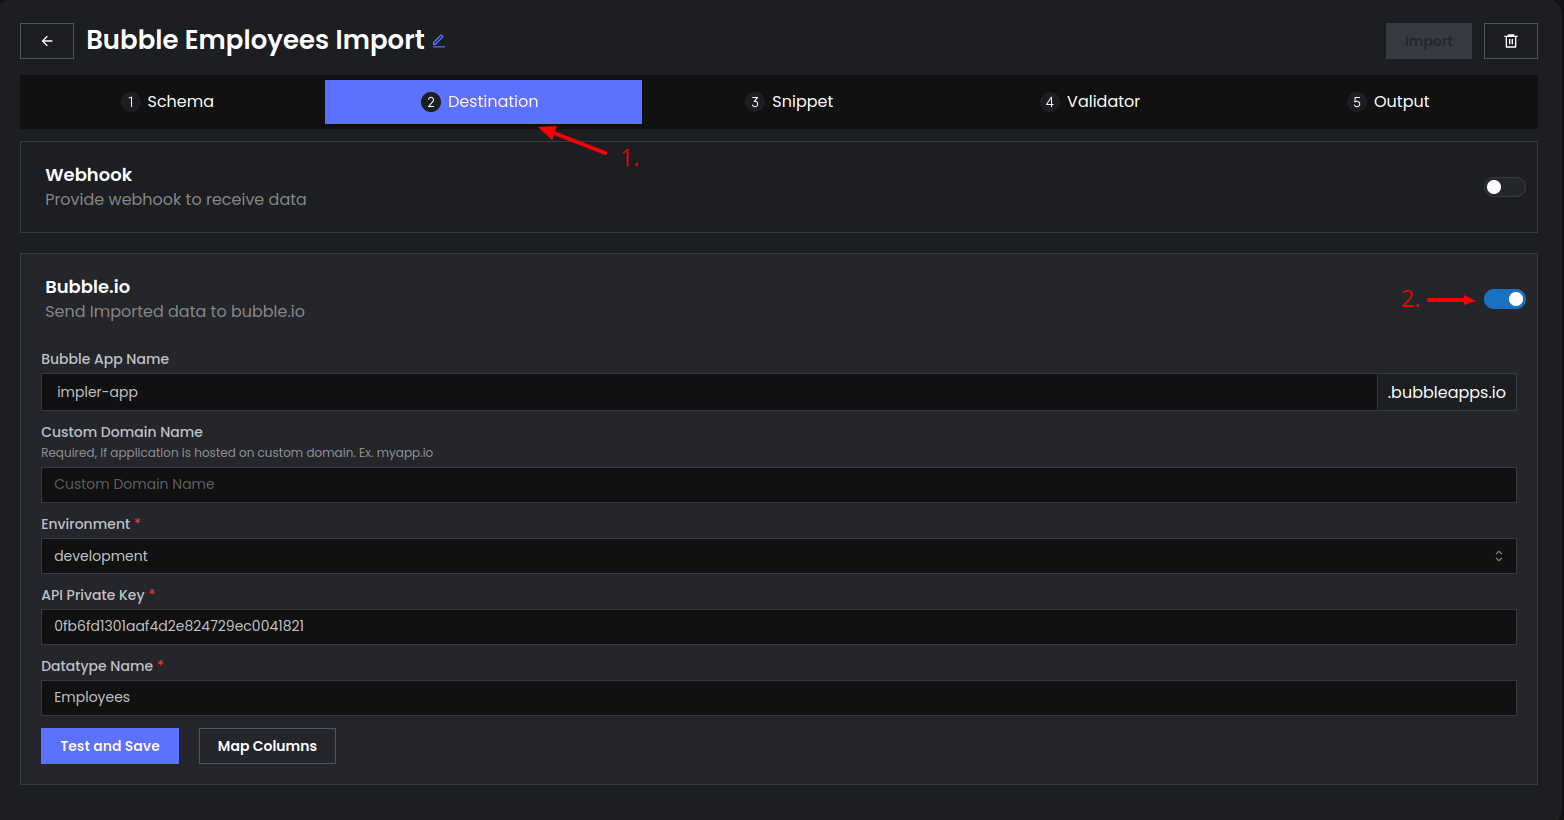 Bubble Employees Import
Import
1 Schema
2 Destination
3 Snippet
4 Validator
5 Output
1.
Webhook
Provide webhook to receive data
Bubble.io
Send Imported data to bubble.io
2.
Bubble App Name
impler-app
.bubbleapps.io
Custom Domain Name
Required, if application is hosted on custom domain. Ex. myapp.io
Custom Domain Name
Environment *
development
API Private Key *
0fb6fd1301aaf4d2e824729ec0041821
Datatype Name *
Employees
Test and Save
Map Columns